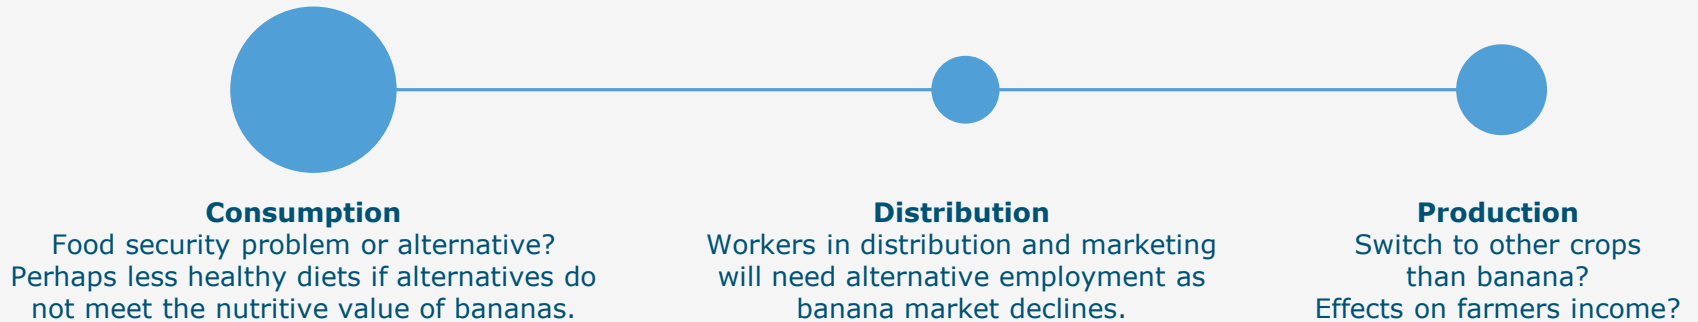 Consumption
Food security problem or alternative?
Perhaps less healthy diets if alternatives do
not meet the nutritive value of bananas.
Distribution
Workers in distribution and marketing
will need alternative employment as
banana market declines.
Production
Switch to other crops
than banana?
Effects on farmers income?